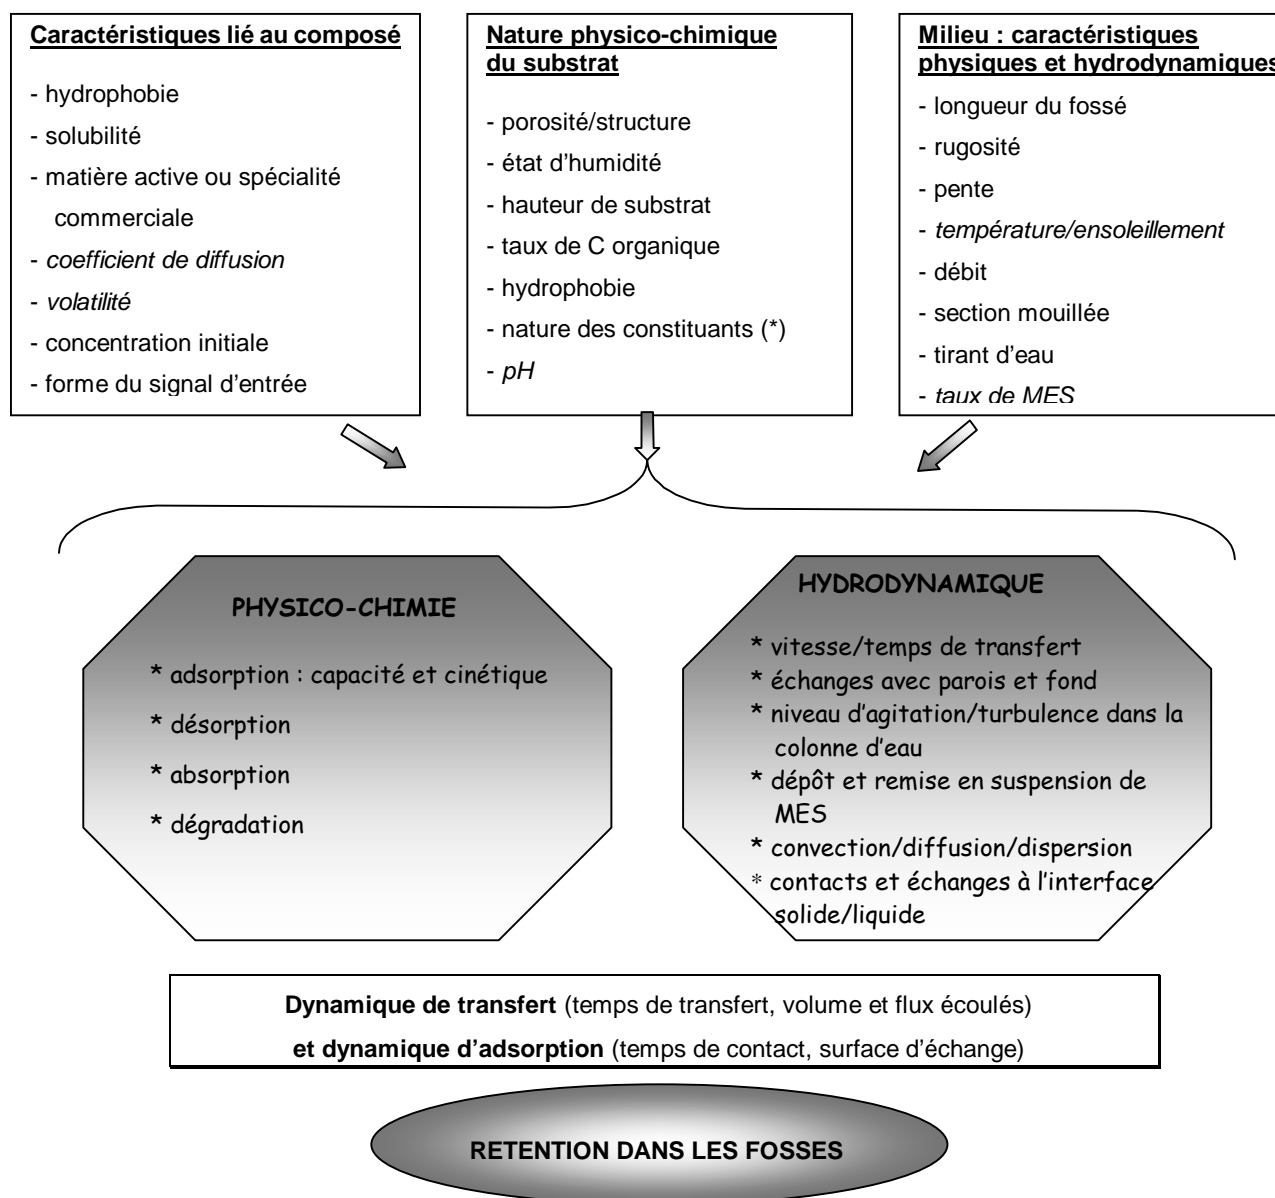 Caractéristiques lié au composé
- hydrophobie
- solubilité
- matière active ou spécialité
commerciale
- coefficient de diffusion
- volatilité
- concentration initiale
- forme du signal d'entrée
Nature physico-chimique
du substrat
- porosité/structure
- état d'humidité
- hauteur de substrat
- taux de C organique
- hydrophobie
- nature des constituants (*)
- pH
Milieu : caractéristiques
physiques et hydrodynamiques
- longueur du fossé
- rugosité
- pente
- température/ensoleillement
- débit
- section mouillée
- tirant d'eau
- taux de MES
PHYSICO-CHIMIE
* adsorption : capacité et cinétique
* désorption
* absorption
* dégradation
HYDRODYNAMIQUE
* vitesse/temps de transfert
* échanges avec parois et fond
* niveau d'agitation/turbulence dans la
colonne d'eau
* dépôt et remise en suspension de
MES
* convection/diffusion/dispersion
* contacts et échanges à l'interface
solide/liquide
Dynamique de transfert (temps de transfert, volume et flux écoulés)
et dynamique d'adsorption (temps de contact, surface d'échange)
RETENTION DANS LES FOSSES